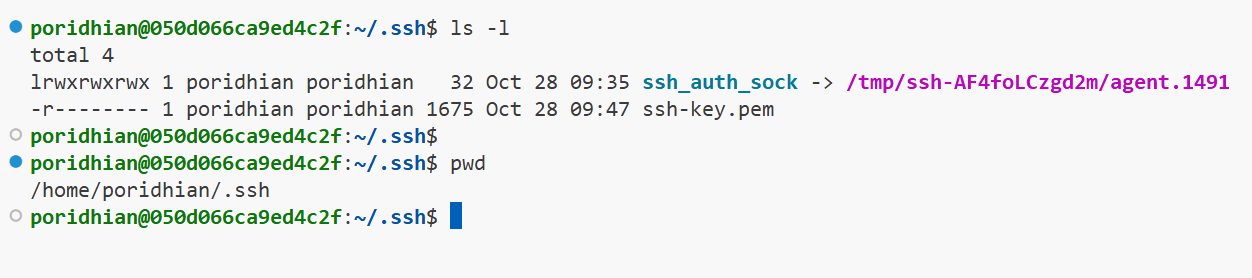 poridhian@050d066ca9ed4c2f:~/.ssh$ ls -l
total 4
lrwxrwxrwx 1 poridhian poridhian   32 Oct 28 09:35 ssh_auth_sock -> /tmp/ssh-AF4foLCzgd2m/agent.1491
-r-------- 1 poridhian poridhian 1675 Oct 28 09:47 ssh-key.pem
poridhian@050d066ca9ed4c2f:~/.ssh$
poridhian@050d066ca9ed4c2f:~/.ssh$ pwd
/home/poridhian/.ssh
poridhian@050d066ca9ed4c2f:~/.ssh$